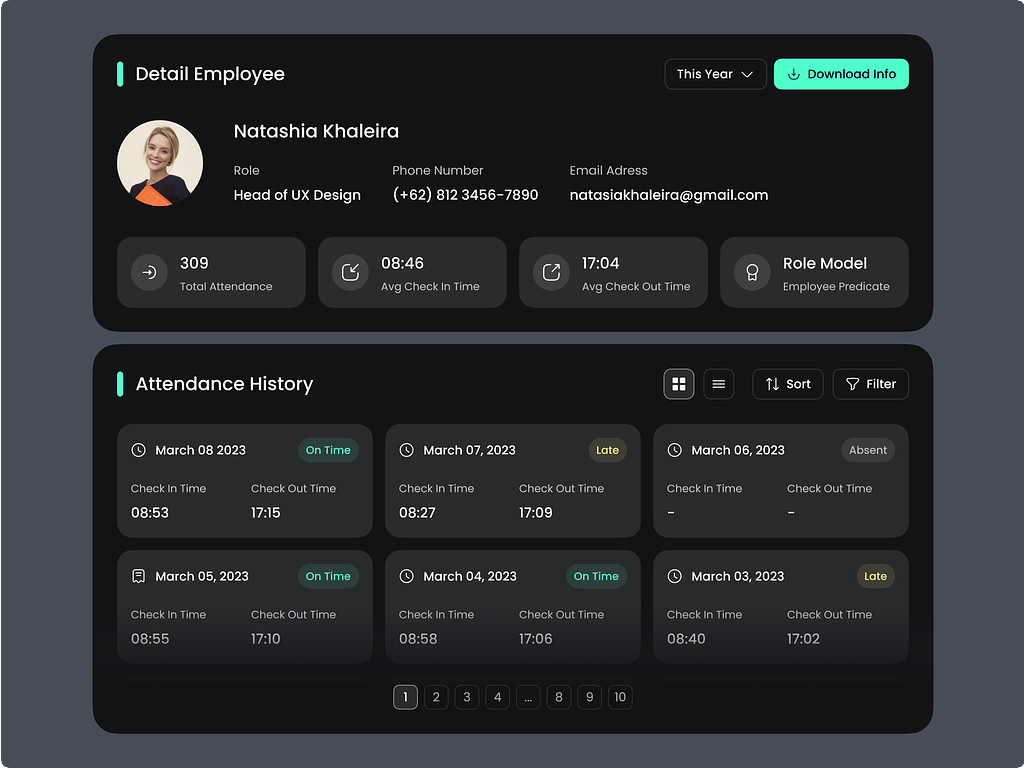 Detail Employee
This Year
Download Info
Natashia Khaleira
Role
Phone Number
Email Adress
Head of UX Design
(+62) 812 3456-7890
natasiakhaleira@gmail.com
309
Total Attendance
08:46
Avg Check In Time
17:04
Avg Check Out Time
Role Model
Employee Predicate
Attendance History
Sort
Filter
March 08 2023
On Time
Check In Time
Check Out Time
08:53
17:15
March 07, 2023
Late
Check In Time
Check Out Time
08:27
17:09
March 06, 2023
Absent
Check In Time
Check Out Time
-
-
March 05, 2023
On Time
Check In Time
Check Out Time
08:55
17:10
March 04, 2023
On Time
Check In Time
Check Out Time
08:58
17:06
March 03, 2023
Late
Check In Time
Check Out Time
08:40
17:02
1 2 3 4 ... 8 9 10